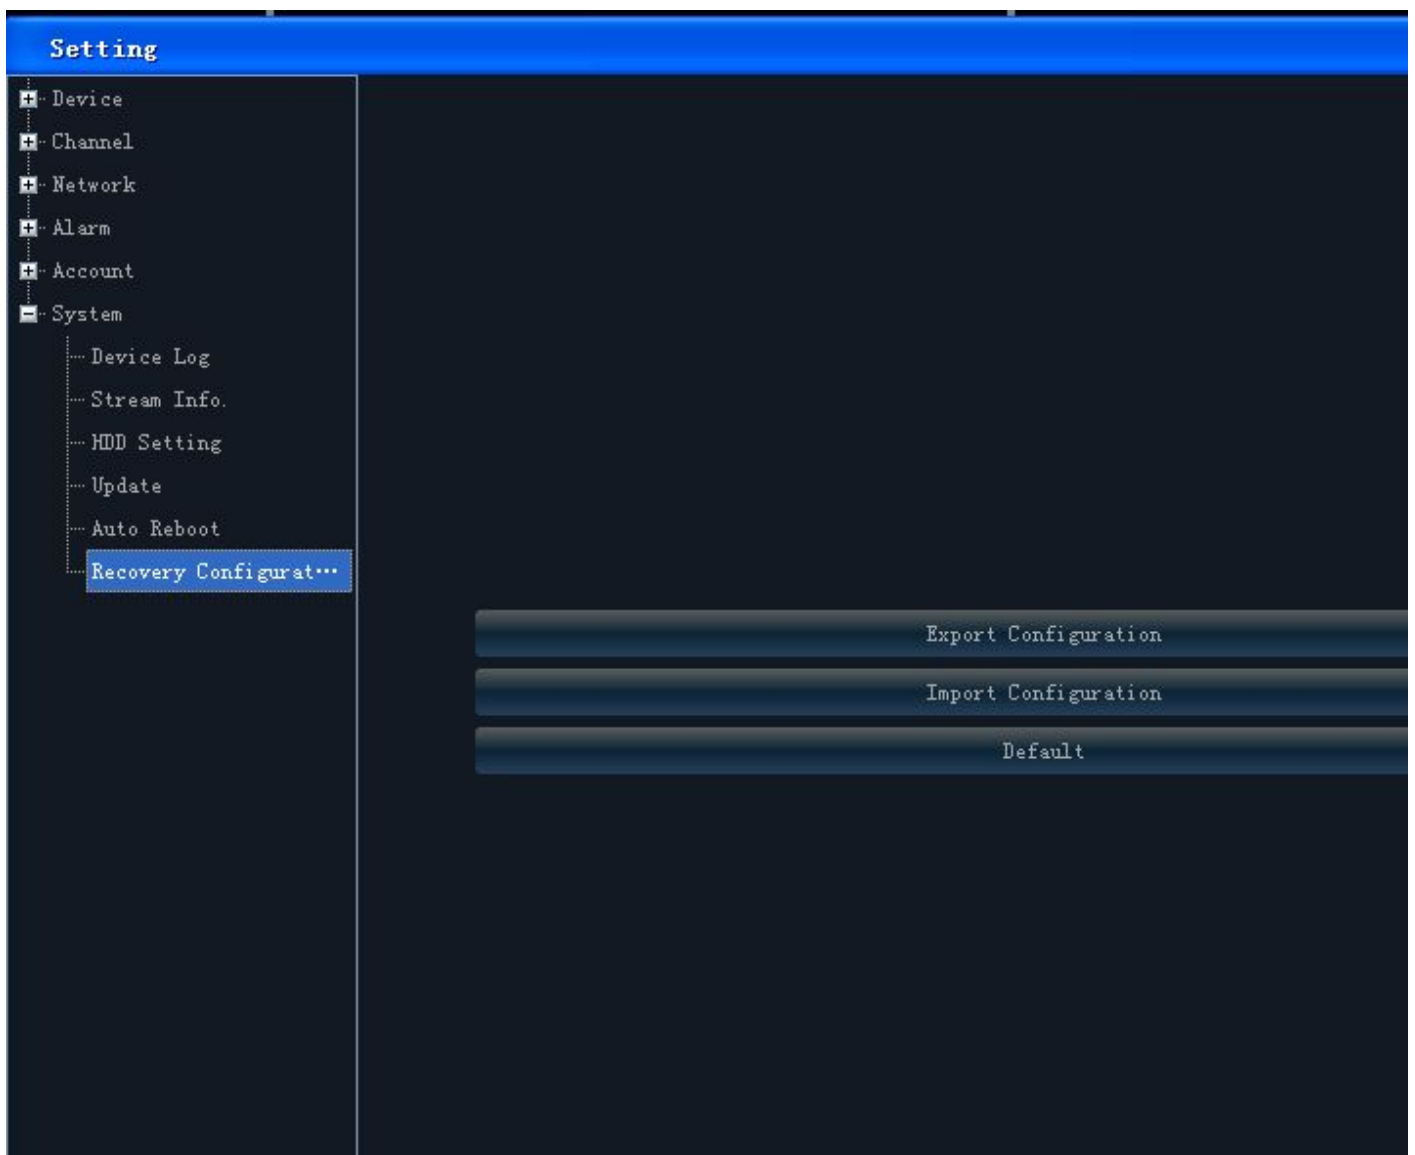 Setting
Device
Channel
Network
Alarm
Account
System
Device Log
Stream Info.
HDD Setting
Update
Auto Reboot
Recovery Configurat...
Export Configuration
Import Configuration
Default